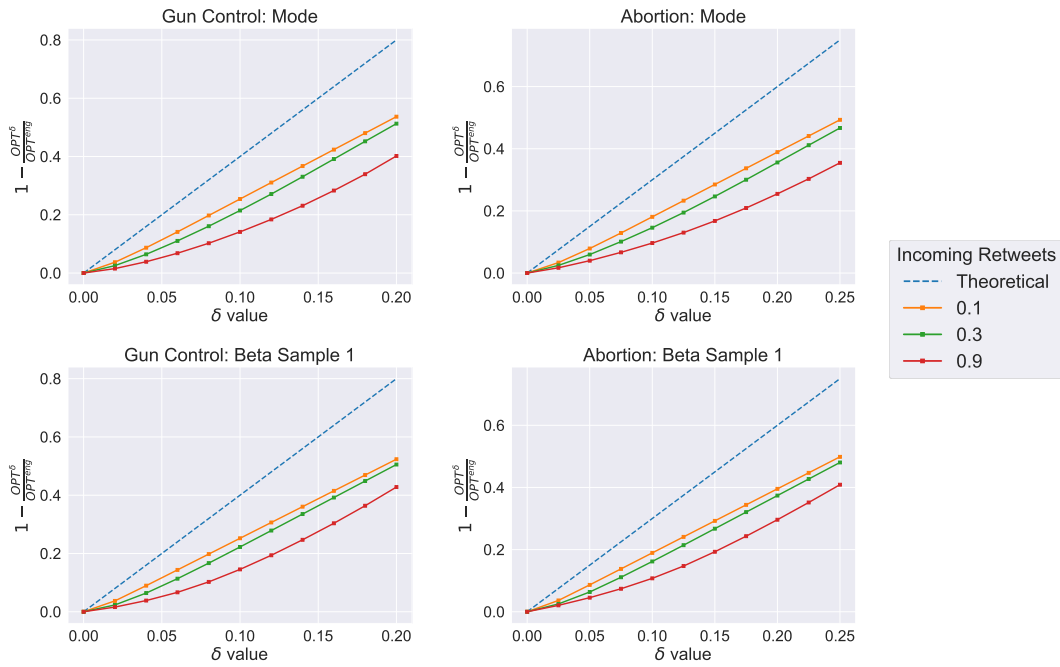 Gun Control: Mode
0.8
0.6
0.4
0.2
0.0
1 − OPT^δ / OPT^eng
0.00 0.05 0.10 0.15 0.20
δ value
Abortion: Mode
0.6
0.4
0.2
0.0
1 − OPT^δ / OPT^eng
0.00 0.05 0.10 0.15 0.20 0.25
δ value
Incoming Retweets
Theoretical
0.1
0.3
0.9
Gun Control: Beta Sample 1
0.8
0.6
0.4
0.2
0.0
1 − OPT^δ / OPT^eng
0.00 0.05 0.10 0.15 0.20
δ value
Abortion: Beta Sample 1
0.6
0.4
0.2
0.0
1 − OPT^δ / OPT^eng
0.00 0.05 0.10 0.15 0.20 0.25
δ value